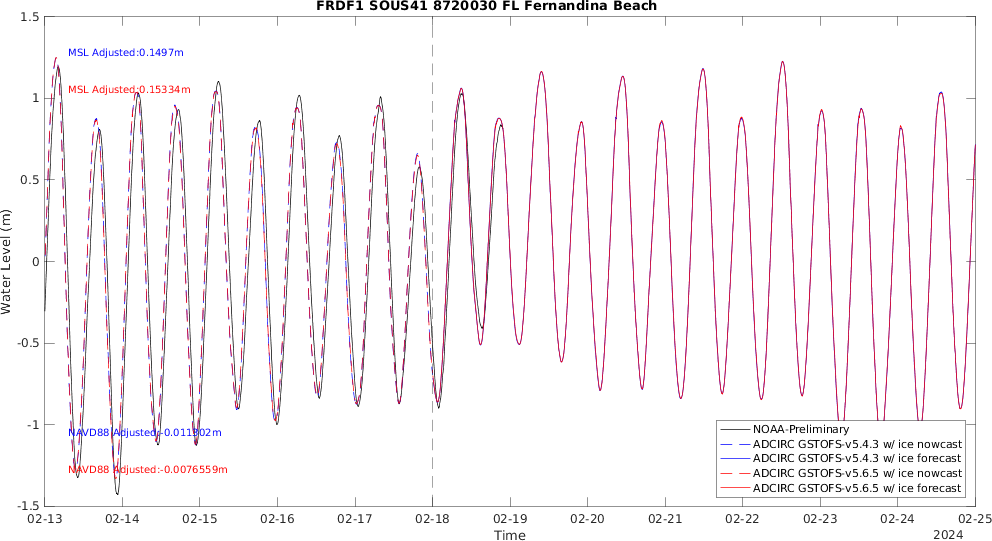 FRDF1 SOUS41 8720030 FL Fernandina Beach
1.5
MSL Adjusted:0.1497m
MSL Adjusted:0.15334m
1
0.5
Water Level (m)
0
-0.5
-1
NAVD88 Adjusted:-0.011302m
NAVD88 Adjusted:-0.0076559m
-1.5
NOAA-Preliminary
ADCIRC GSTOFS-v5.4.3 w/ ice nowcast
ADCIRC GSTOFS-v5.4.3 w/ ice forecast
ADCIRC GSTOFS-v5.6.5 w/ ice nowcast
ADCIRC GSTOFS-v5.6.5 w/ ice forecast
02-13 02-14 02-15 02-16 02-17 02-18 02-19 02-20 02-21 02-22 02-23 02-24 02-25
Time
2024